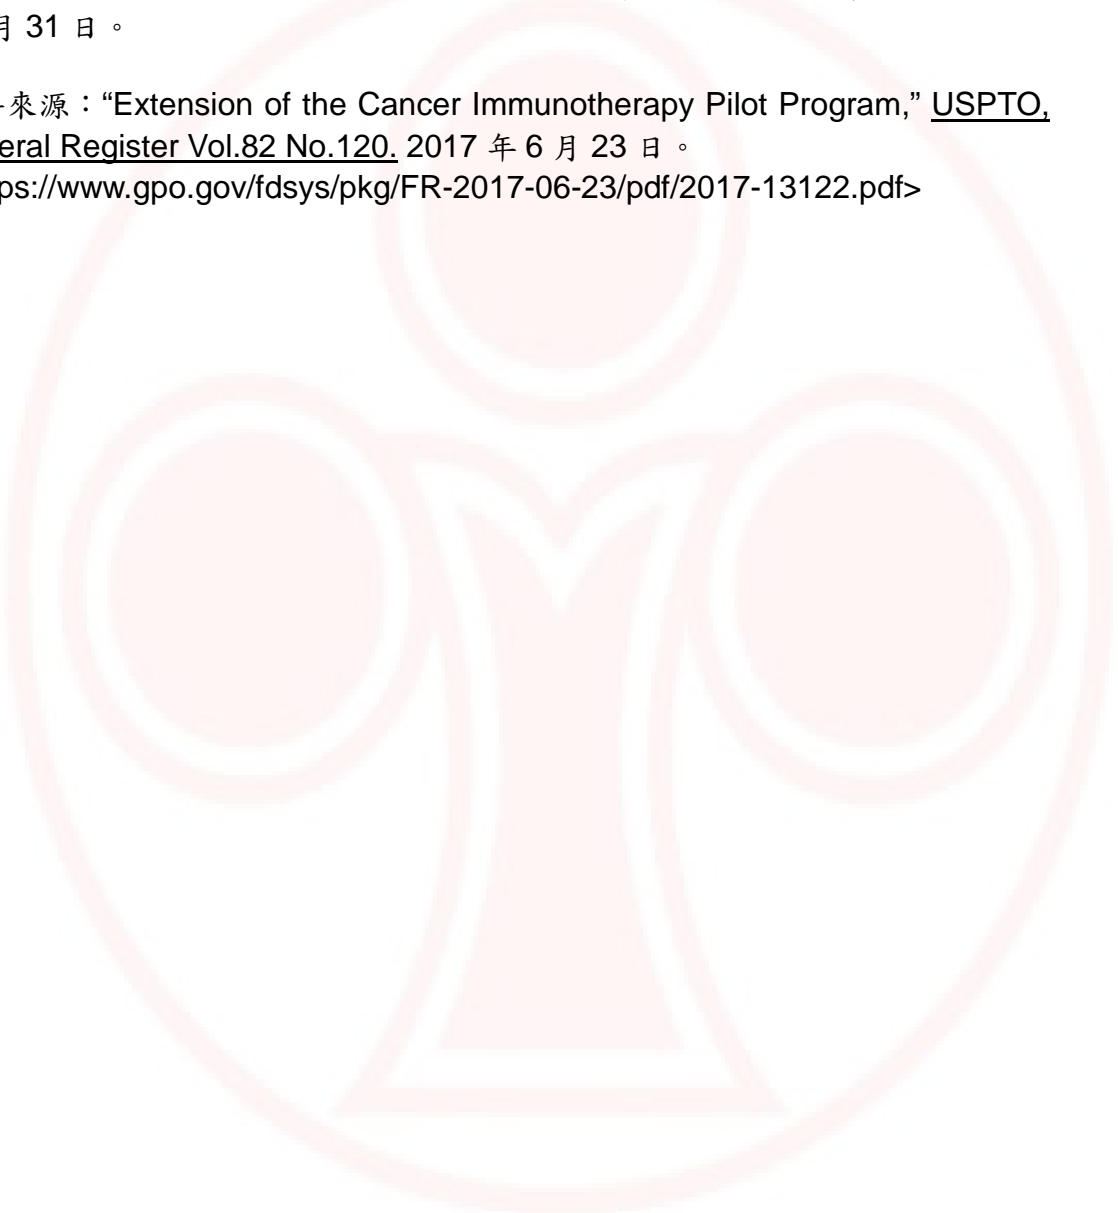 月 31 日。
來源：“Extension of the Cancer Immunotherapy Pilot Program,” USPTO,
eral Register Vol.82 No.120. 2017 年 6 月 23 日。
ps://www.gpo.gov/fdsys/pkg/FR-2017-06-23/pdf/2017-13122.pdf>